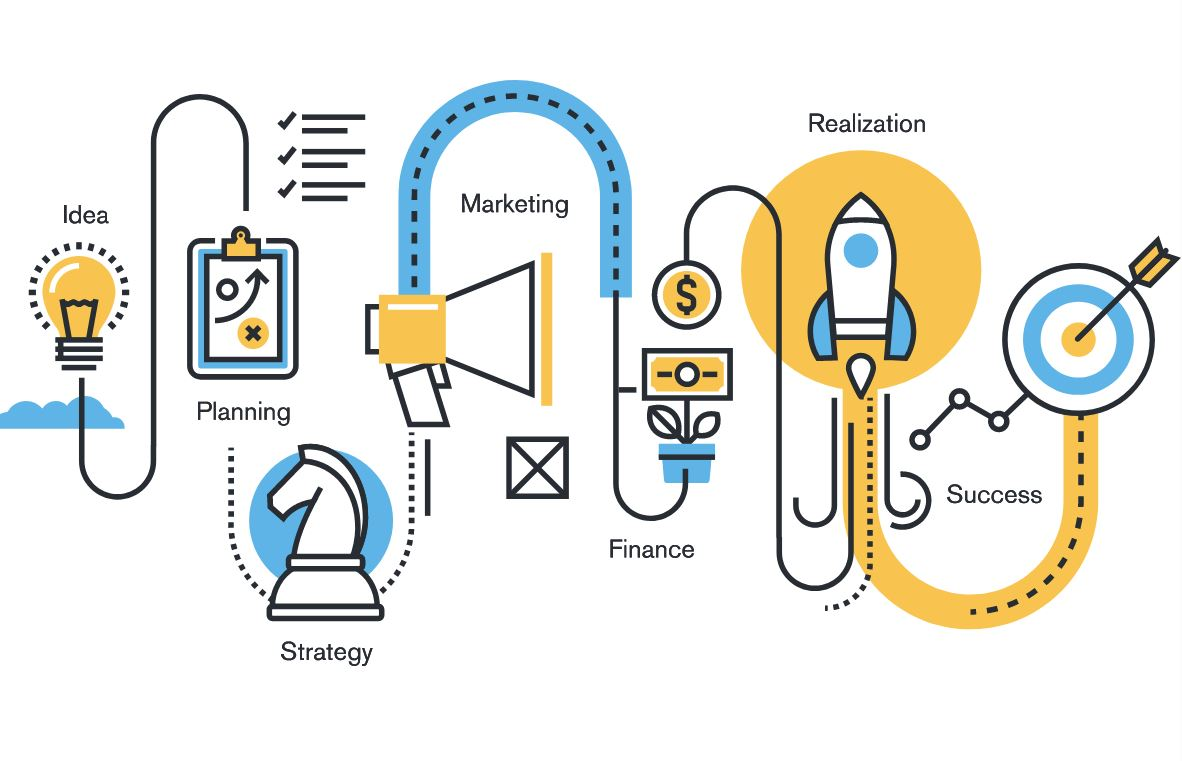 Idea
Planning
Strategy
Marketing
$
Finance
Realization
Success